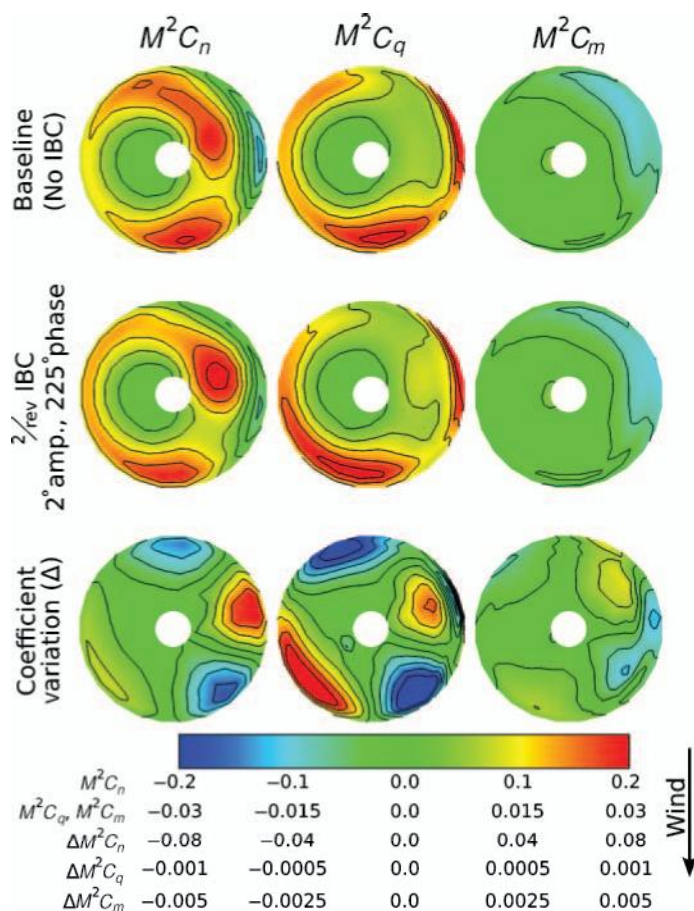 M²Cₙ M²C_q M²Cₘ
Baseline
(No IBC)
2/rev IBC
2°amp., 225°phase
Coefficient
variation (Δ)
M²Cₙ −0.2 −0.1 0.0 0.1 0.2
M²C_q, M²Cₘ −0.03 −0.015 0.0 0.015 0.03
ΔM²Cₙ −0.08 −0.04 0.0 0.04 0.08
ΔM²C_q −0.001 −0.0005 0.0 0.0005 0.001
ΔM²Cₘ −0.005 −0.0025 0.0 0.0025 0.005
Wind